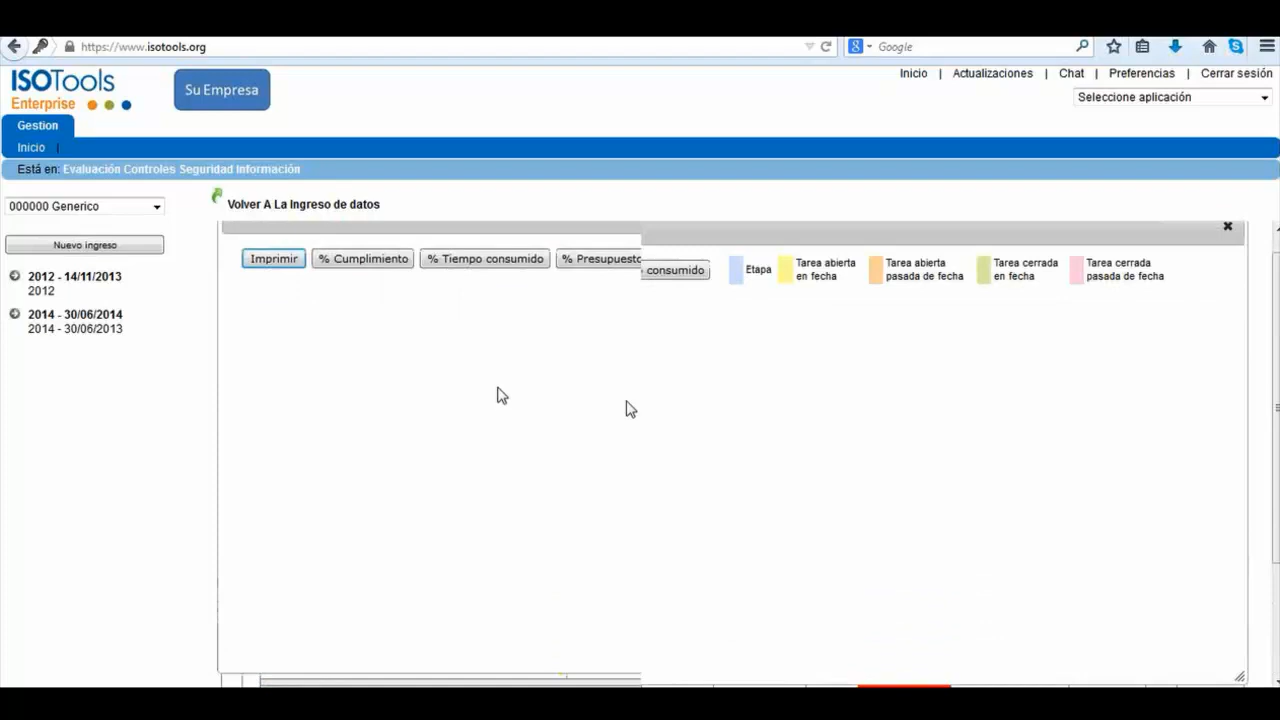 https://www.isotools.org
Google
ISOTools
Enterprise
Su Empresa
Inicio | Actualizaciones | Chat | Preferencias | Cerrar sesión
Seleccione aplicación
Gestion
Inicio |
Está en: Evaluación Controles Seguridad Información
000000 Generico
Volver A La Ingreso de datos
Nuevo ingreso
2012 - 14/11/2013
2012
2014 - 30/06/2014
2014 - 30/06/2013
Imprimir
% Cumplimiento
% Tiempo consumido
% Presupuesto
consumido
Etapa
Tarea abierta
en fecha
Tarea abierta
pasada de fecha
Tarea cerrada
en fecha
Tarea cerrada
pasada de fecha